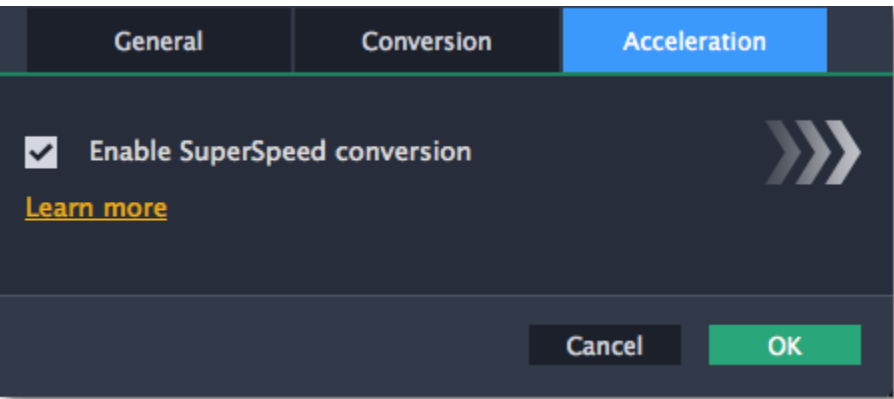 General Conversion Acceleration
Enable SuperSpeed conversion
Learn more
Cancel OK